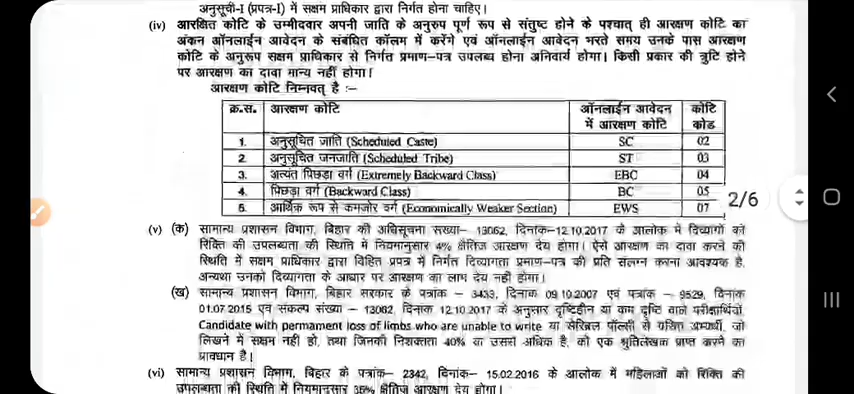 अनुसूची-I (प्रपत्र-I) में सक्षम प्राधिकार द्वारा निर्गत होना चाहिए।
(iv) आरक्षित कोटि के उम्मीदवार अपनी जाति के अनुरुप पूर्ण रूप से संतुष्ट होने के पश्चात् ही आरक्षण कोटि का
अंकन ऑनलाईन आवेदन के संबंधित कॉलम में करेंगे एवं ऑनलाईन आवेदन भरते समय उनके पास आरक्षण
कोटि के अनुरूप सक्षम प्राधिकार से निर्गत प्रमाण-पत्र उपलब्ध होना अनिवार्य होगा। किसी प्रकार की त्रुटि होने
पर आरक्षण का दावा मान्य नहीं होगा।
आरक्षण कोटि निम्नवत् है :–
क्र.स. आरक्षण कोटि ऑनलाईन आवेदन में आरक्षण कोटि कोटि कोड
1. अनुसूचित जाति (Scheduled Caste) SC 02
2. अनुसूचित जनजाति (Scheduled Tribe) ST 03
3. अत्यंत पिछड़ा वर्ग (Extremely Backward Class) EBC 04
4. पिछड़ा वर्ग (Backward Class) BC 05
5. आर्थिक रूप से कमजोर वर्ग (Economically Weaker Section) EWS 07
2/6
(v) (क) सामान्य प्रशासन विभाग, बिहार की अधिसूचना संख्या– 13062, दिनांक–12.10.2017 के आलोक में दिव्यांगों को
रिक्ति की उपलब्धता की स्थिति में नियमानुसार 4% क्षैतिज आरक्षण देय होगा। ऐसे आरक्षण का दावा करने की
स्थिति में सक्षम प्राधिकार द्वारा विहित प्रपत्र में निर्गत दिव्यांगता प्रमाण-पत्र की प्रति संलग्न करना आवश्यक है,
अन्यथा उनको दिव्यांगता के आधार पर आरक्षण का लाभ देय नहीं होगा।
(ख) सामान्य प्रशासन विभाग, बिहार सरकार के पत्रांक – 3433, दिनांक 09.10.2007 एवं पत्रांक – 9529, दिनांक
01.07.2015 एवं संकल्प संख्या – 13062, दिनांक 12.10.2017 के अनुसार दृष्टिहीन या कम दृष्टि वाले परीक्षार्थियों,
Candidate with permament loss of limbs who are unable to write या सेरिब्रल पॉल्सी से ग्रसित अभ्यर्थी, जो
लिखने में सक्षम नहीं हो, तथा जिनकी निशक्तता 40% या उससे अधिक है, को एक श्रुतिलेखक प्राप्त करने का
प्रावधान है।
(vi) सामान्य प्रशासन विभाग, बिहार के पत्रांक– 2342, दिनांक– 15.02.2016 के आलोक में महिलाओं को रिक्ति की
उपलब्धता की स्थिति में नियमानुसार 35% क्षैतिज आरक्षण देय होगा।